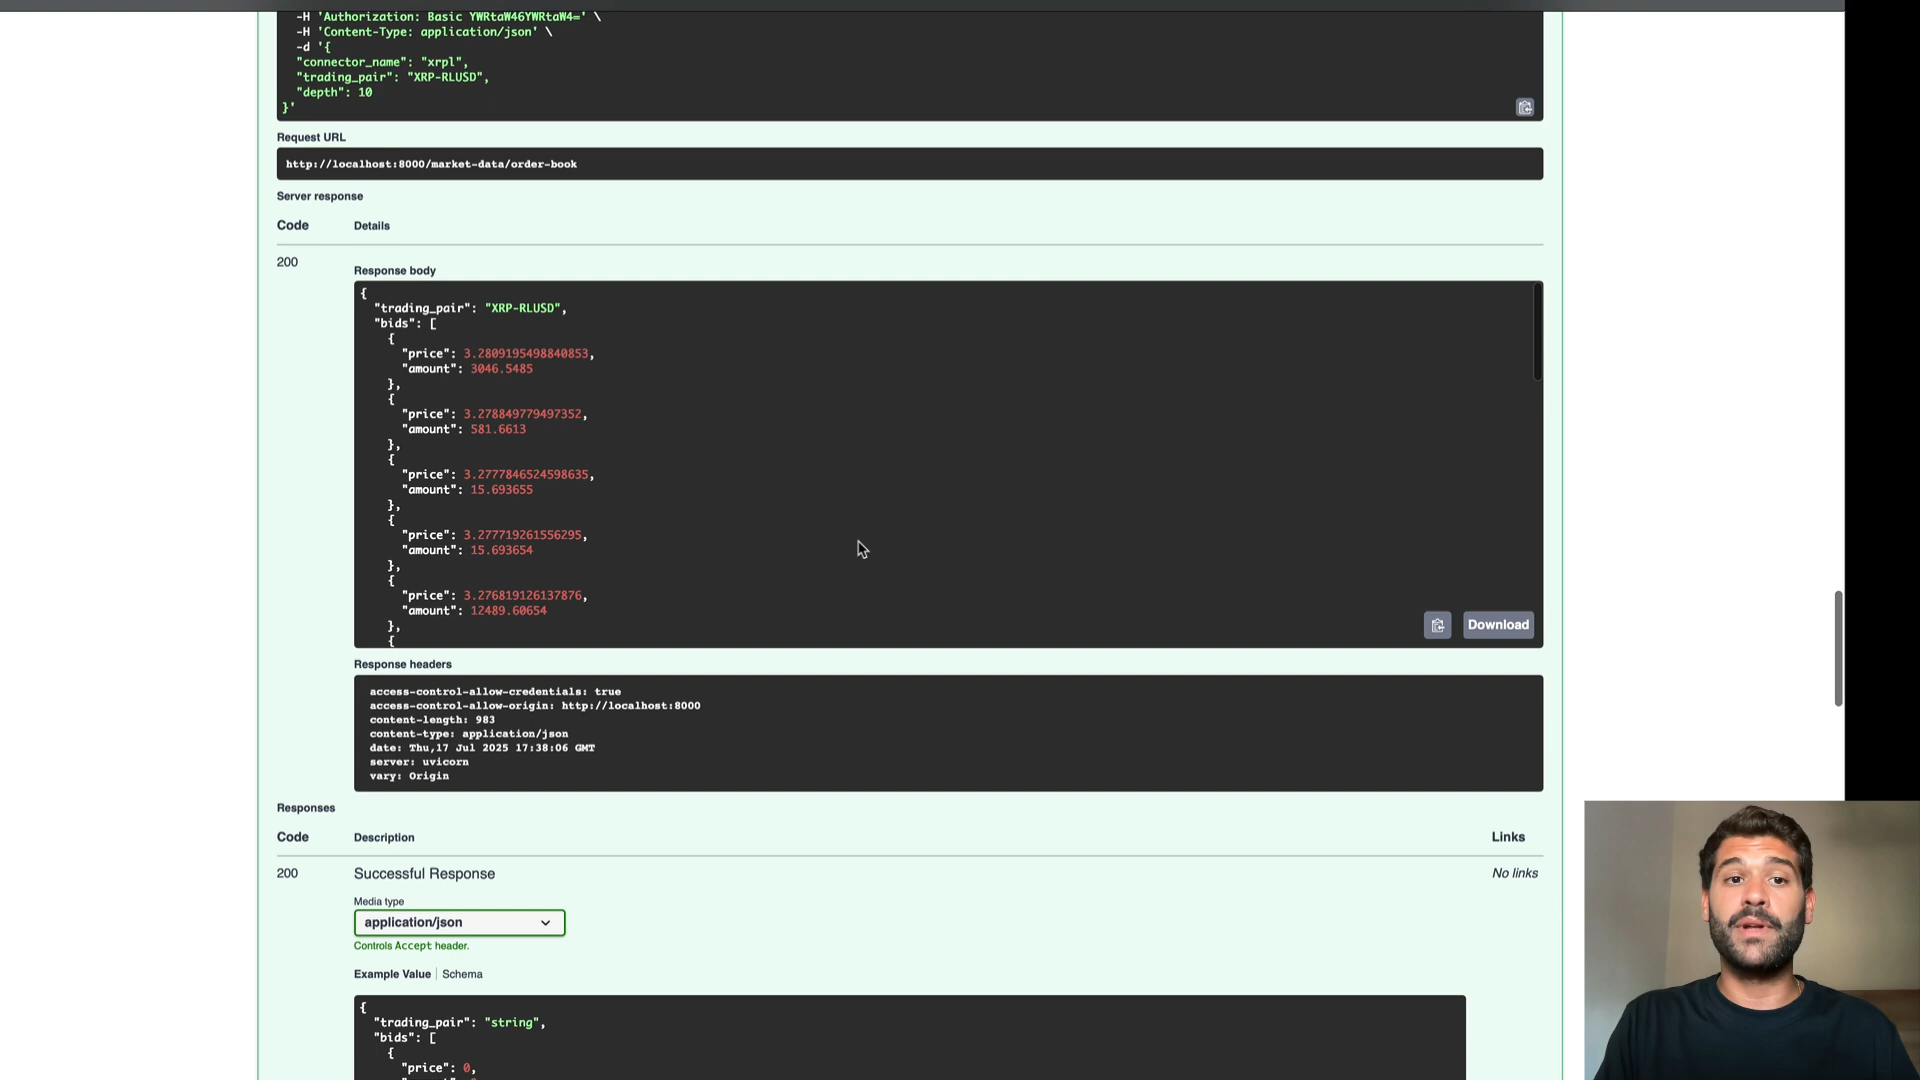 -H 'Authorization: Basic YWRtaW46YWRtaW4=' \
-H 'Content-Type: application/json' \
-d '{
"connector_name": "xrpl",
"trading_pair": "XRP-RLUSD",
"depth": 10
}'
Request URL
http://localhost:8000/market-data/order-book
Server response
Code Details
200
Response body
{
"trading_pair": "XRP-RLUSD",
"bids": [
{
"price": 3.2809195498840853,
"amount": 3046.5485
},
{
"price": 3.278849779497352,
"amount": 581.6613
},
{
"price": 3.2777846524598635,
"amount": 15.693655
},
{
"price": 3.277719261556295,
"amount": 15.693654
},
{
"price": 3.276819126137876,
"amount": 12489.60654
},
{
Download
Response headers
access-control-allow-credentials: true
access-control-allow-origin: http://localhost:8000
content-length: 983
content-type: application/json
date: Thu,17 Jul 2025 17:38:06 GMT
server: uvicorn
vary: Origin
Responses
Code Description Links
200 Successful Response No links
Media type
application/json
Controls Accept header.
Example Value Schema
{
"trading_pair": "string",
"bids": [
{
"price": 0,